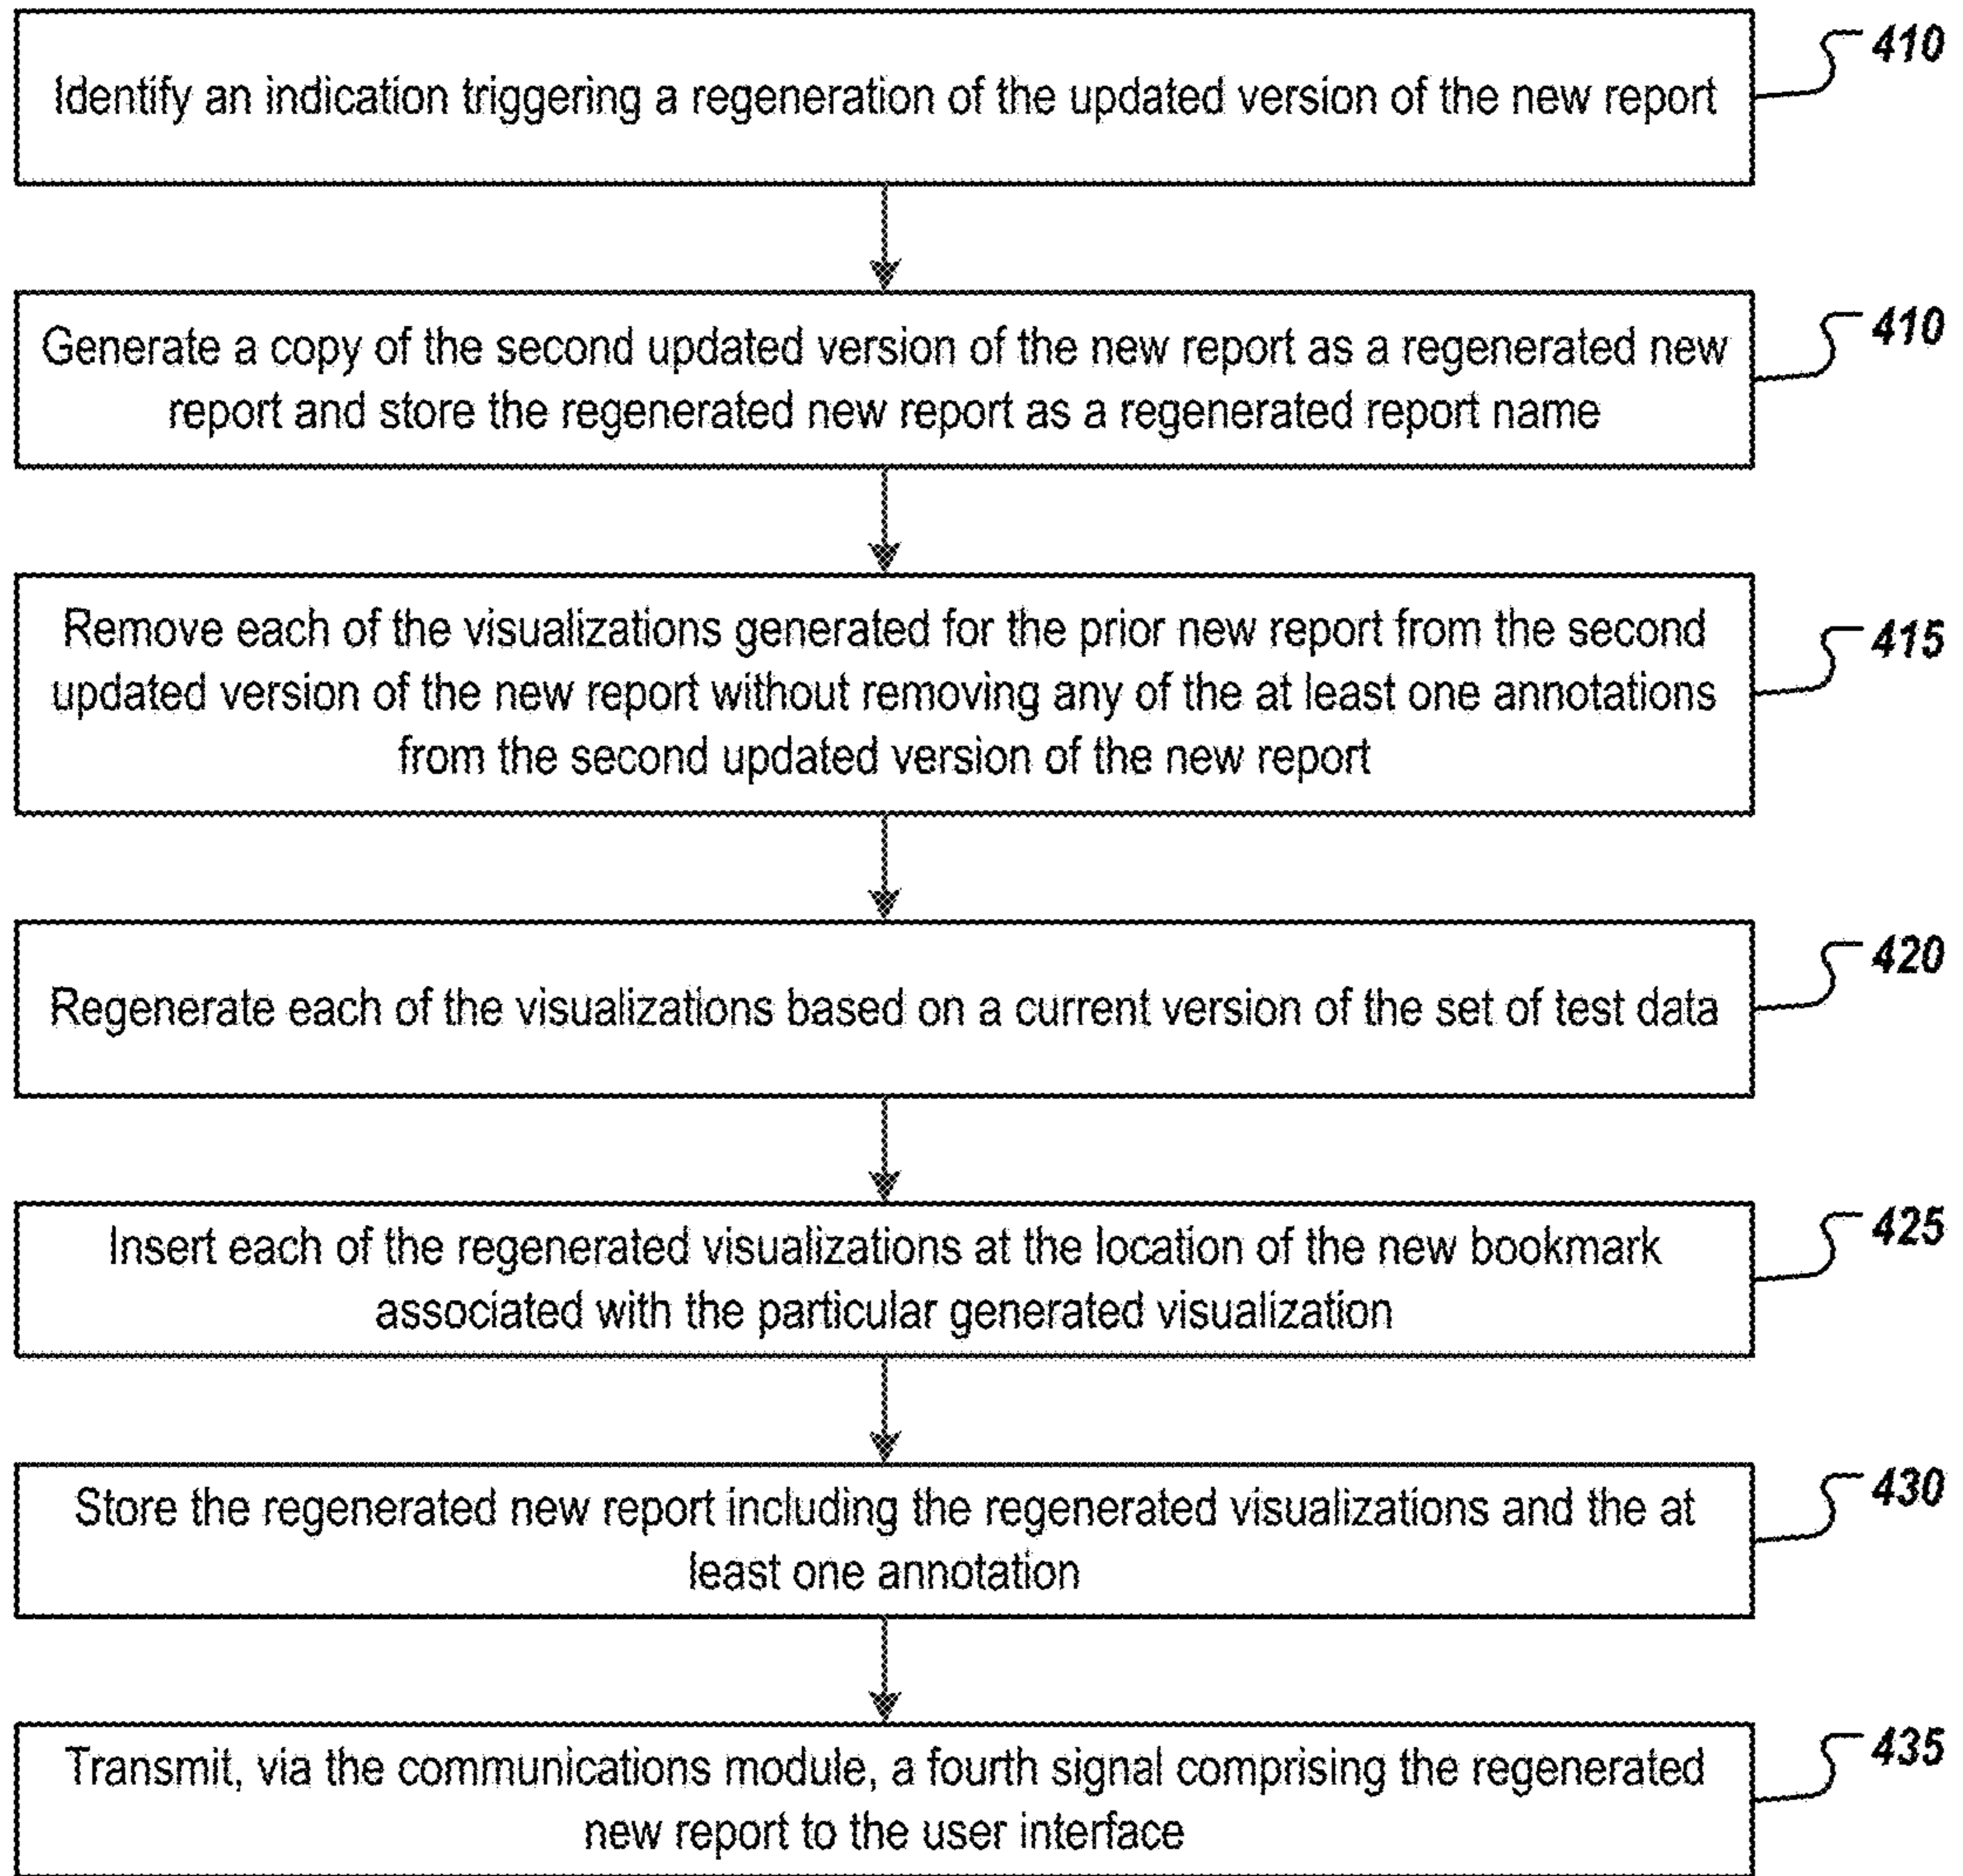 Identify an indication triggering a regeneration of the updated version of the new report
410
Generate a copy of the second updated version of the new report as a regenerated new
report and store the regenerated new report as a regenerated report name
410
Remove each of the visualizations generated for the prior new report from the second
updated version of the new report without removing any of the at least one annotations
from the second updated version of the new report
415
Regenerate each of the visualizations based on a current version of the set of test data
420
Insert each of the regenerated visualizations at the location of the new bookmark
associated with the particular generated visualization
425
Store the regenerated new report including the regenerated visualizations and the at
least one annotation
430
Transmit, via the communications module, a fourth signal comprising the regenerated
new report to the user interface
435